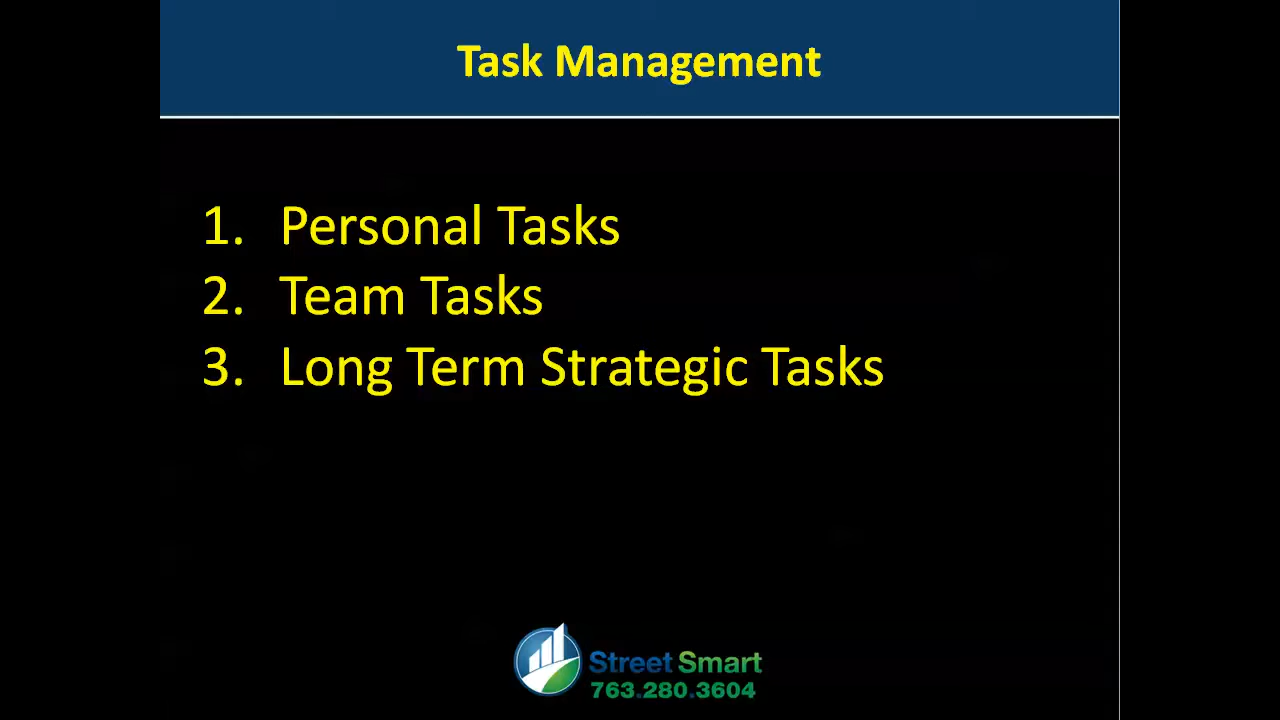 Task Management
1. Personal Tasks
2. Team Tasks
3. Long Term Strategic Tasks
Street Smart
763.280.3604